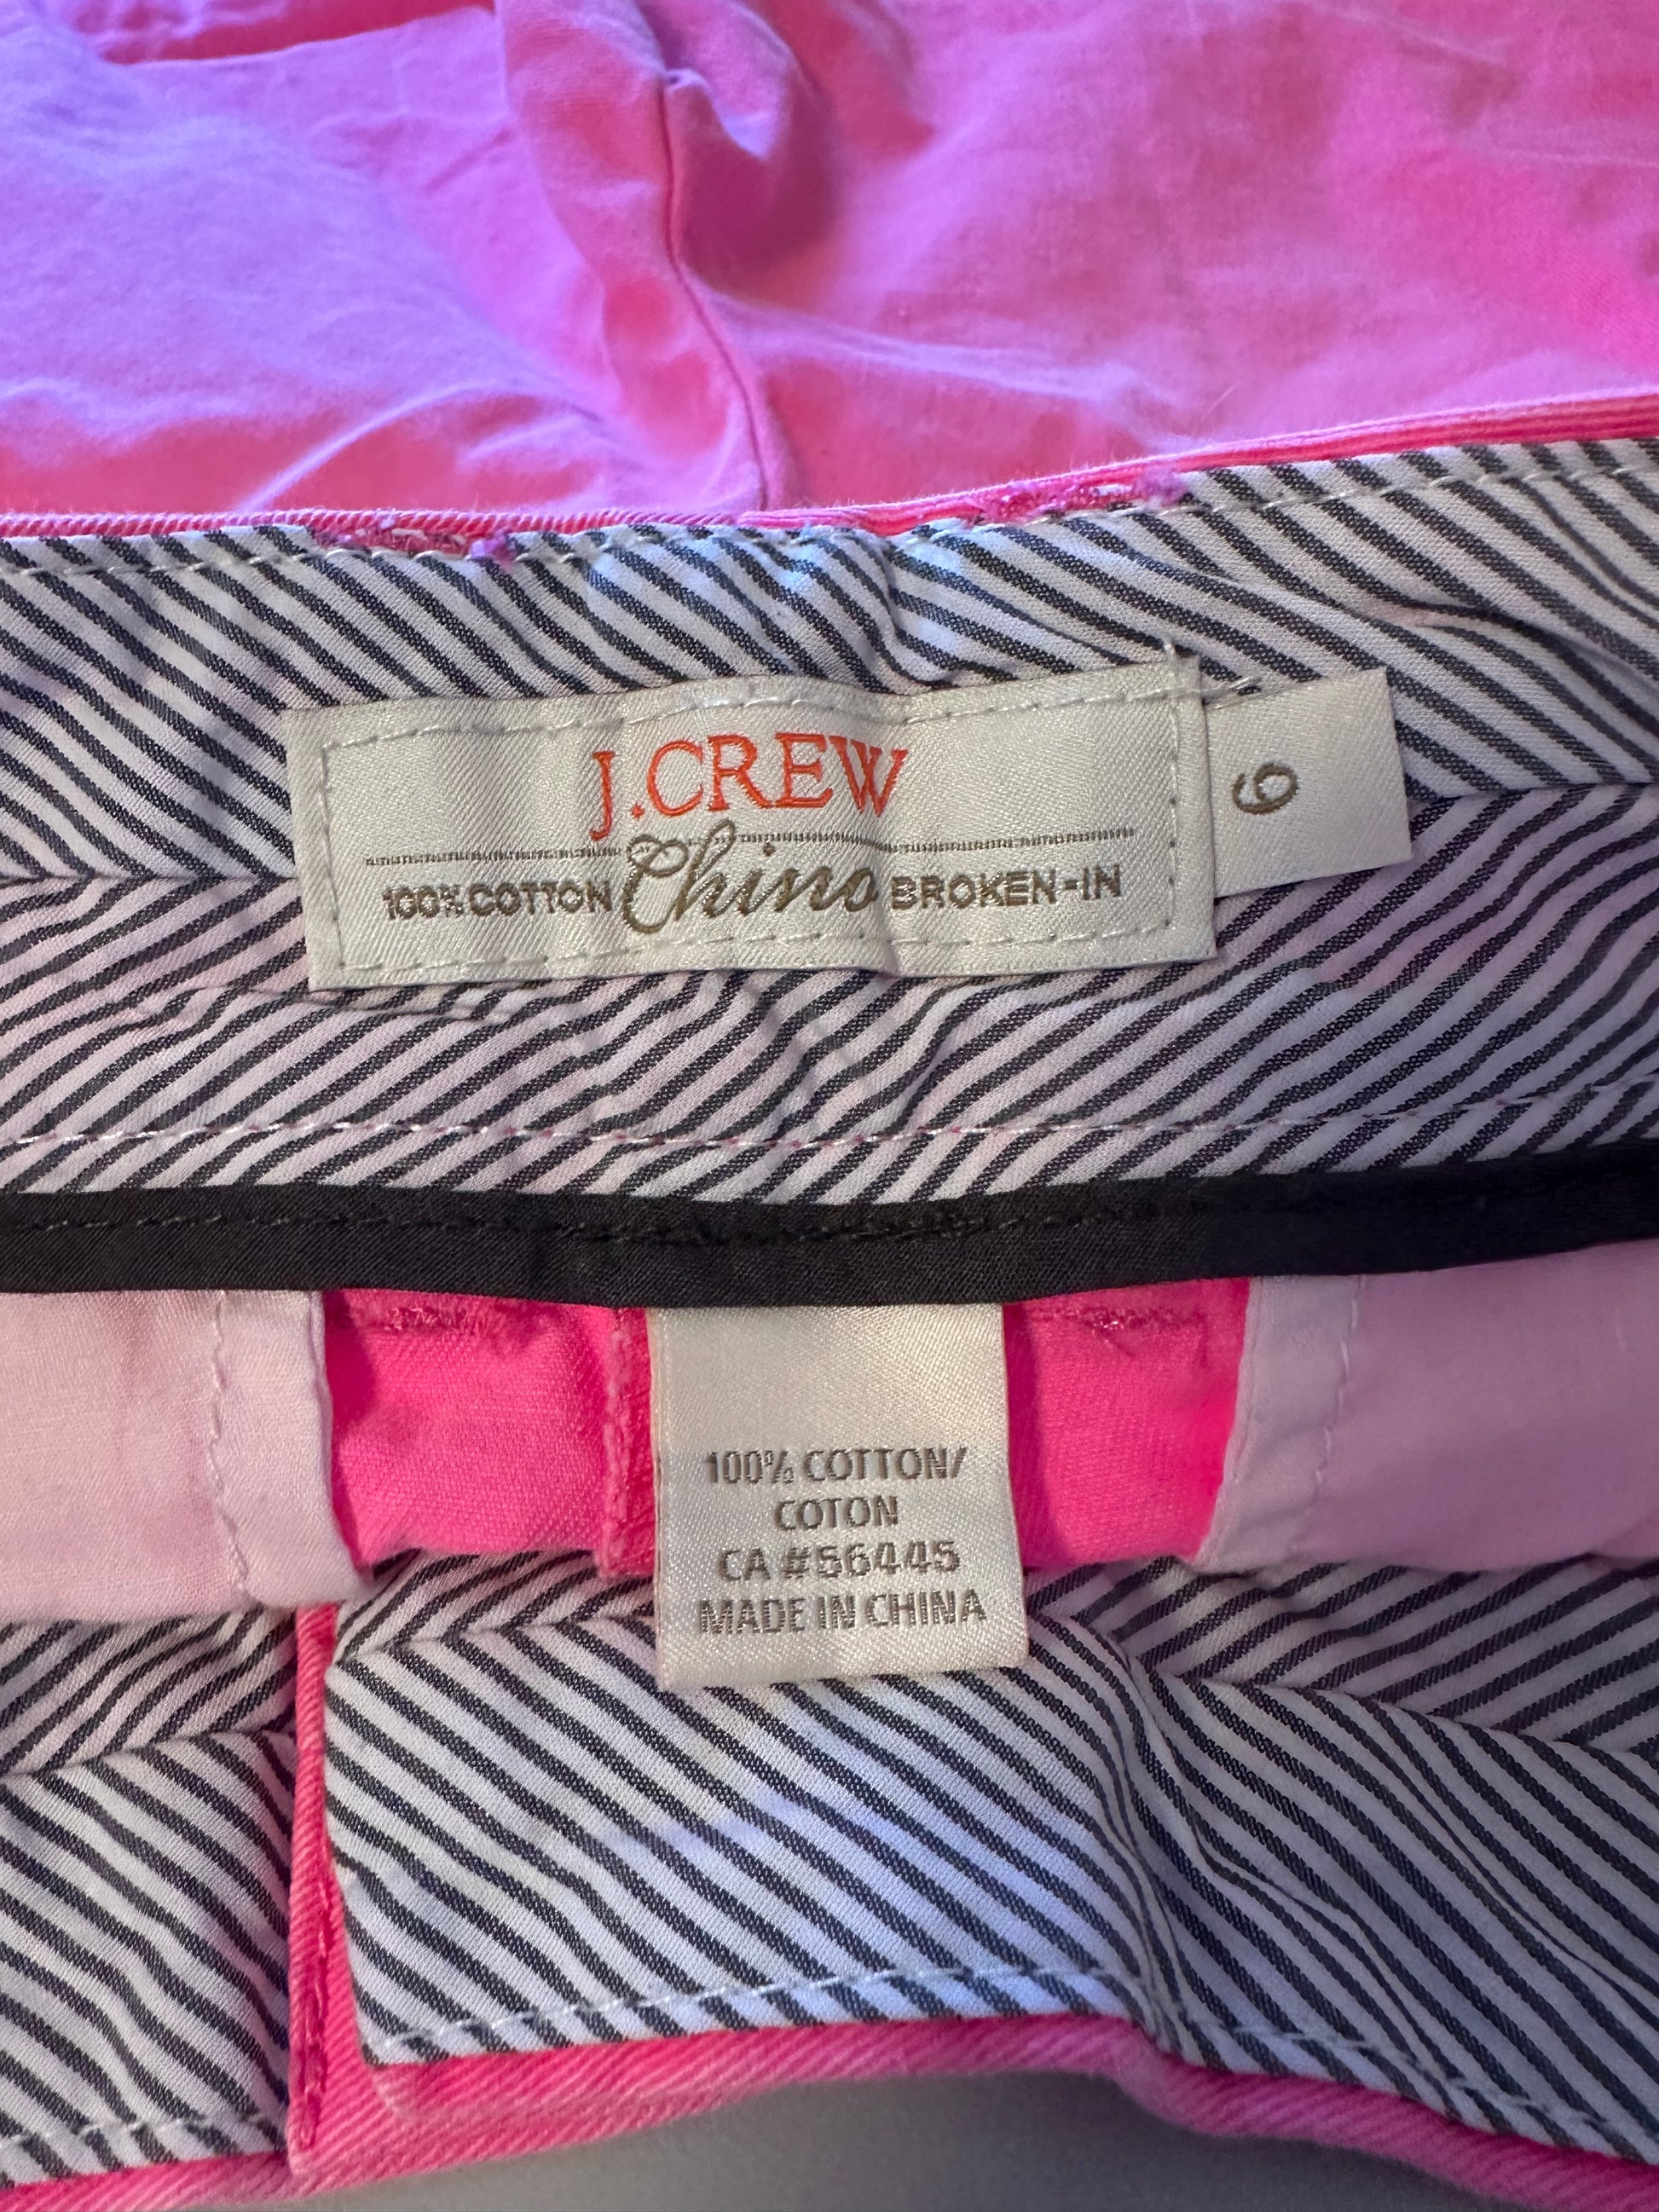 J.CREW
100% COTTON Chino BROKEN-IN
6
100% COTTON/
COTON
CA #56445
MADE IN CHINA